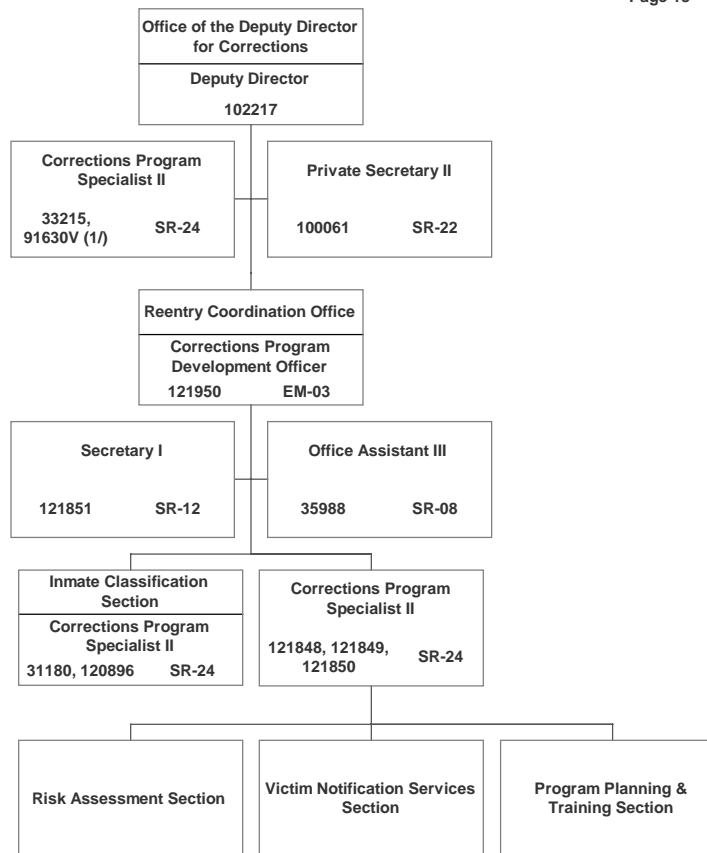 Office of the Deputy Director
for Corrections
Deputy Director
102217
Corrections Program
Specialist II
33215,
91630V (1/)
SR-24
Private Secretary II
100061 SR-22
Reentry Coordination Office
Corrections Program
Development Officer
121950 EM-03
Secretary I
121851 SR-12
Office Assistant III
35988 SR-08
Inmate Classification
Section
Corrections Program
Specialist II
31180, 120896 SR-24
Corrections Program
Specialist II
121848, 121849,
121850
SR-24
Risk Assessment Section
Victim Notification Services
Section
Program Planning &
Training Section